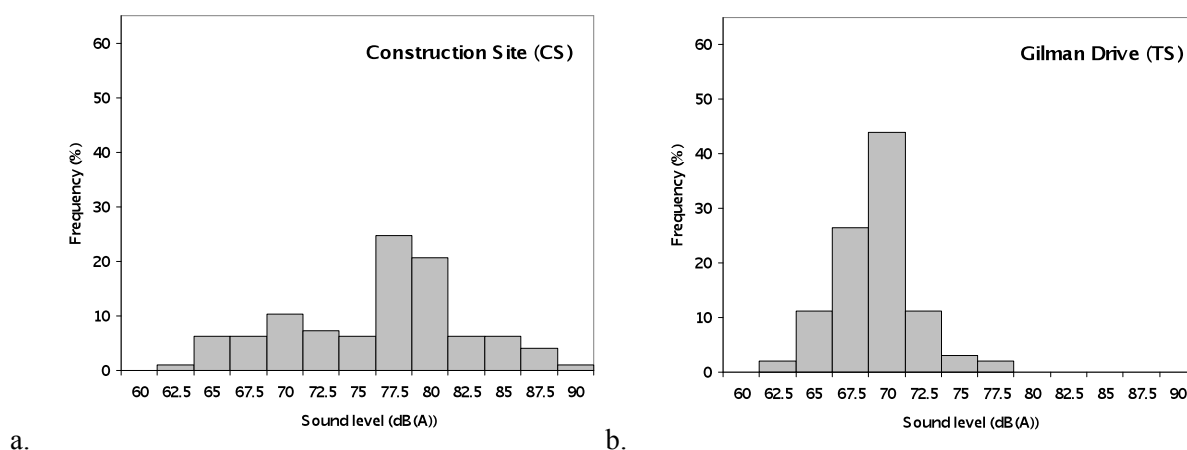 Construction Site (CS)
60
50
40
30
20
10
0
Frequency (%)
60 62.5 65 67.5 70 72.5 75 77.5 80 82.5 85 87.5 90
Sound level (dB(A))
a.
Gilman Drive (TS)
60
50
40
30
20
10
0
Frequency (%)
60 62.5 65 67.5 70 72.5 75 77.5 80 82.5 85 87.5 90
Sound level (dB(A))
b.